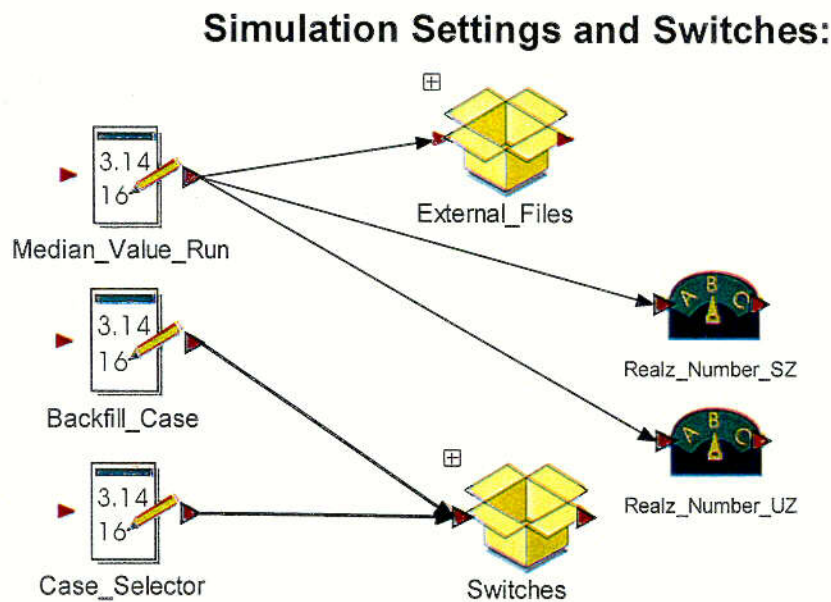 Simulation Settings and Switches:
3.14
16
Median_Value_Run
External_Files
A B C
Realz_Number_SZ
3.14
16
Backfill_Case
A B C
Realz_Number_UZ
3.14
16
Case_Selector
Switches